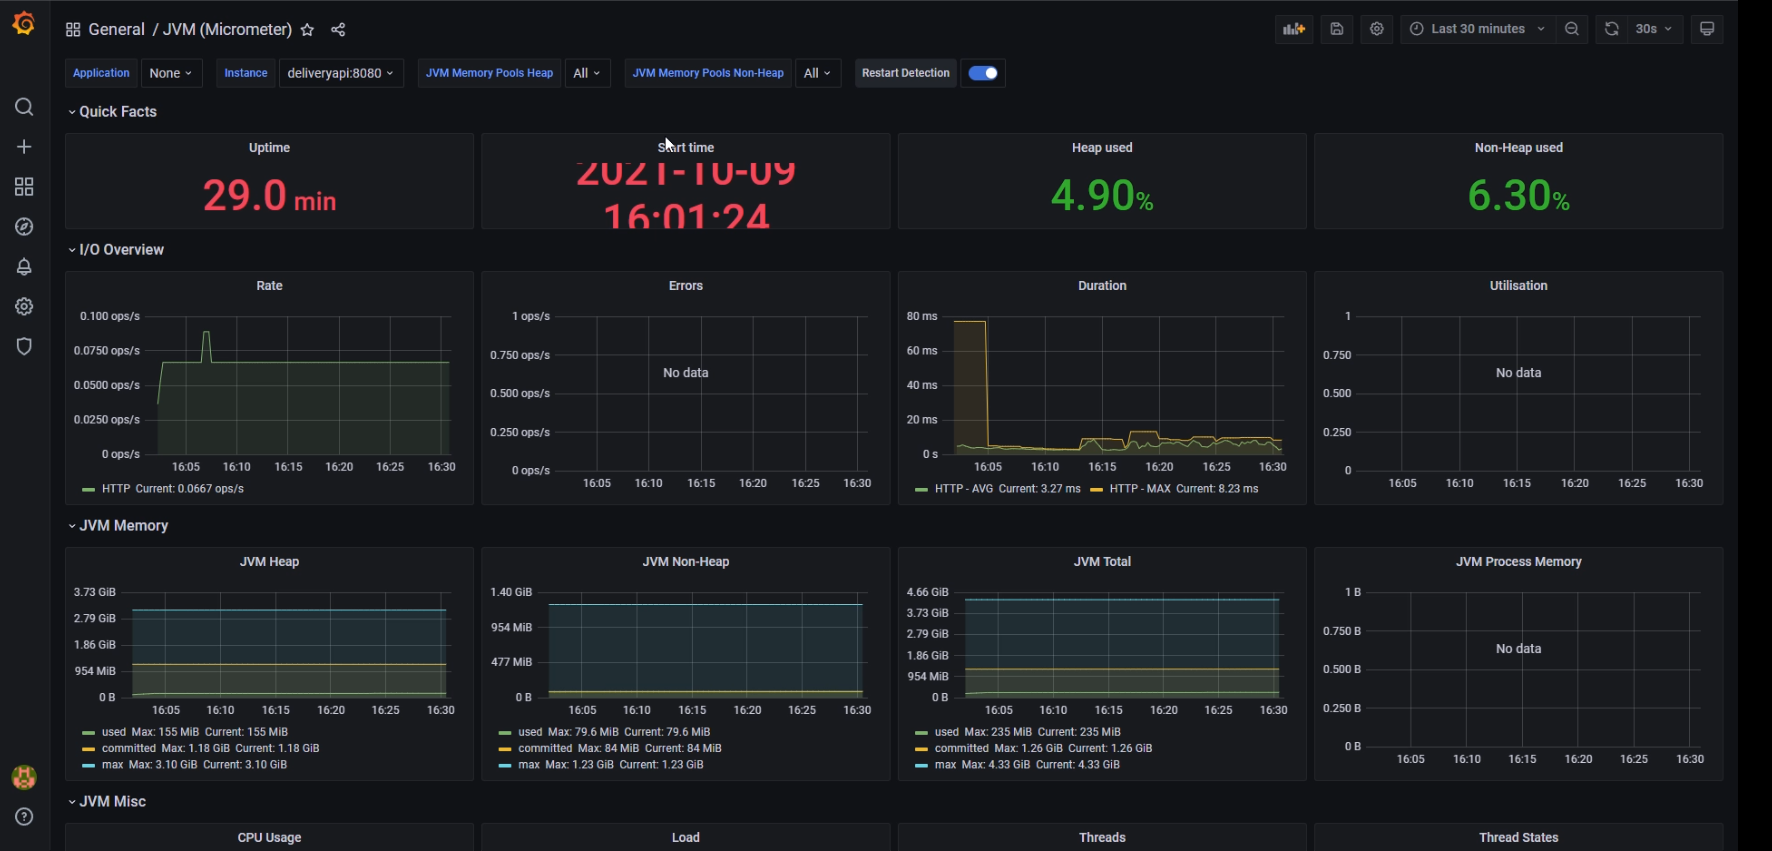 General / JVM (Micrometer)
Last 30 minutes
30s
Application None Instance deliveryapi:8080 JVM Memory Pools Heap All JVM Memory Pools Non-Heap All Restart Detection
Quick Facts
Uptime
29.0 min
Start time
2021-10-09
16:01:24
Heap used
4.90%
Non-Heap used
6.30%
I/O Overview
Rate
0.100 ops/s
0.0750 ops/s
0.0500 ops/s
0.0250 ops/s
0 ops/s
16:05 16:10 16:15 16:20 16:25 16:30
HTTP Current: 0.0667 ops/s
Errors
1 ops/s
0.750 ops/s
0.500 ops/s
0.250 ops/s
0 ops/s
No data
16:05 16:10 16:15 16:20 16:25 16:30
Duration
80 ms
60 ms
40 ms
20 ms
0 s
16:05 16:10 16:15 16:20 16:25 16:30
HTTP - AVG Current: 3.27 ms HTTP - MAX Current: 8.23 ms
Utilisation
1
0.750
0.500
0.250
0
No data
16:05 16:10 16:15 16:20 16:25 16:30
JVM Memory
JVM Heap
3.73 GiB
2.79 GiB
1.86 GiB
954 MiB
0 B
16:05 16:10 16:15 16:20 16:25 16:30
used Max: 155 MiB Current: 155 MiB
committed Max: 1.18 GiB Current: 1.18 GiB
max Max: 3.10 GiB Current: 3.10 GiB
JVM Non-Heap
1.40 GiB
954 MiB
477 MiB
0 B
16:05 16:10 16:15 16:20 16:25 16:30
used Max: 79.6 MiB Current: 79.6 MiB
committed Max: 84 MiB Current: 84 MiB
max Max: 1.23 GiB Current: 1.23 GiB
JVM Total
4.66 GiB
3.73 GiB
2.79 GiB
1.86 GiB
954 MiB
0 B
16:05 16:10 16:15 16:20 16:25 16:30
used Max: 235 MiB Current: 235 MiB
committed Max: 1.26 GiB Current: 1.26 GiB
max Max: 4.33 GiB Current: 4.33 GiB
JVM Process Memory
1 B
0.750 B
0.500 B
0.250 B
0 B
No data
16:05 16:10 16:15 16:20 16:25 16:30
JVM Misc
CPU Usage
Load
Threads
Thread States